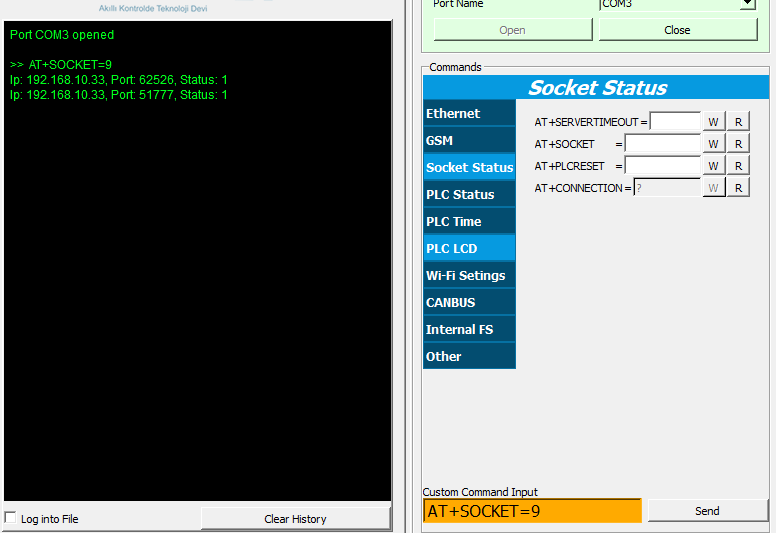 Akıllı Kontrolde Teknoloji Devi
Port COM3 opened
>> AT+SOCKET=9
Ip: 192.168.10.33, Port: 62526, Status: 1
Ip: 192.168.10.33, Port: 51777, Status: 1
Log into File
Clear History
Port Name
COM3
Open
Close
Commands
Socket Status
Ethernet
GSM
Socket Status
PLC Status
PLC Time
PLC LCD
Wi-Fi Setings
CANBUS
Internal FS
Other
AT+SERVERTIMEOUT= W R
AT+SOCKET = W R
AT+PLCRESET = W R
AT+CONNECTION= ? W R
Custom Command Input
AT+SOCKET=9
Send